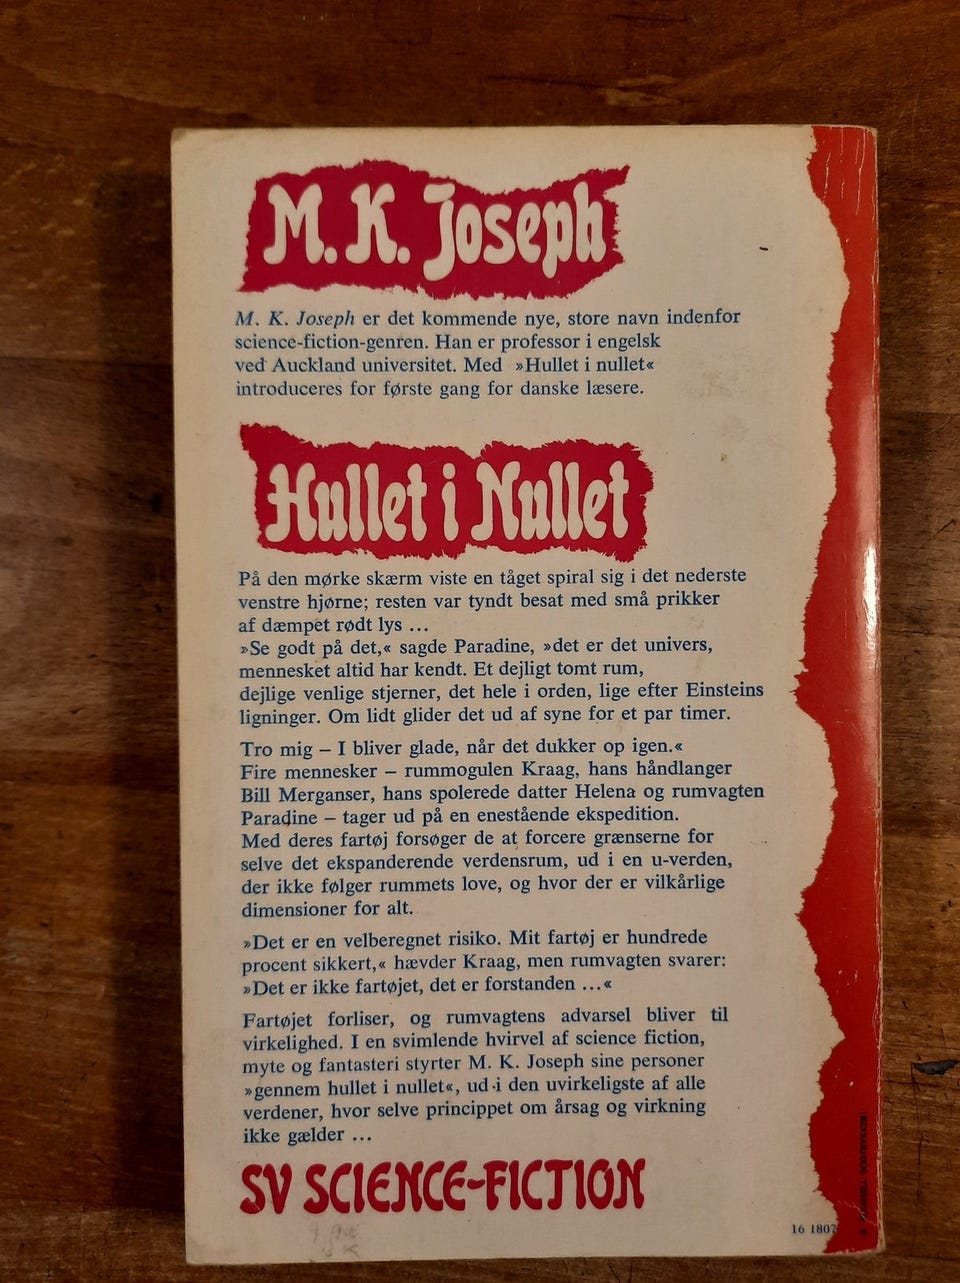 M. K. Joseph
M. K. Joseph er det kommende nye, store navn indenfor
science-fiction-genren. Han er professor i engelsk
ved Auckland universitet. Med »Hullet i nullet«
introduceres for første gang for danske læsere.
Hullet i Nullet
På den mørke skærm viste en tåget spiral sig i det nederste
venstre hjørne; resten var tyndt besat med små prikker
af dæmpet rødt lys ...
»Se godt på det,« sagde Paradine, »det er det univers,
mennesket altid har kendt. Et dejligt tomt rum,
dejlige venlige stjerner, det hele i orden, lige efter Einsteins
ligninger. Om lidt glider det ud af syne for et par timer.
Tro mig – I bliver glade, når det dukker op igen.«
Fire mennesker – rummogulen Kraag, hans håndlanger
Bill Merganser, hans spolerede datter Helena og rumvagten
Paradine – tager ud på en enestående ekspedition.
Med deres fartøj forsøger de at forcere grænserne for
selve det ekspanderende verdensrum, ud i en u-verden,
der ikke følger rummets love, og hvor der er vilkårlige
dimensioner for alt.
»Det er en velberegnet risiko. Mit fartøj er hundrede
procent sikkert,« hævder Kraag, men rumvagten svarer:
»Det er ikke fartøjet, det er forstanden ...«
Fartøjet forliser, og rumvagtens advarsel bliver til
virkelighed. I en svimlende hvirvel af science fiction,
myte og fantasteri styrter M. K. Joseph sine personer
»gennem hullet i nullet«, ud i den uvirkeligste af alle
verdener, hvor selve princippet om årsag og virkning
ikke gælder ...
SV SCIENCE-FICTION
16 1807